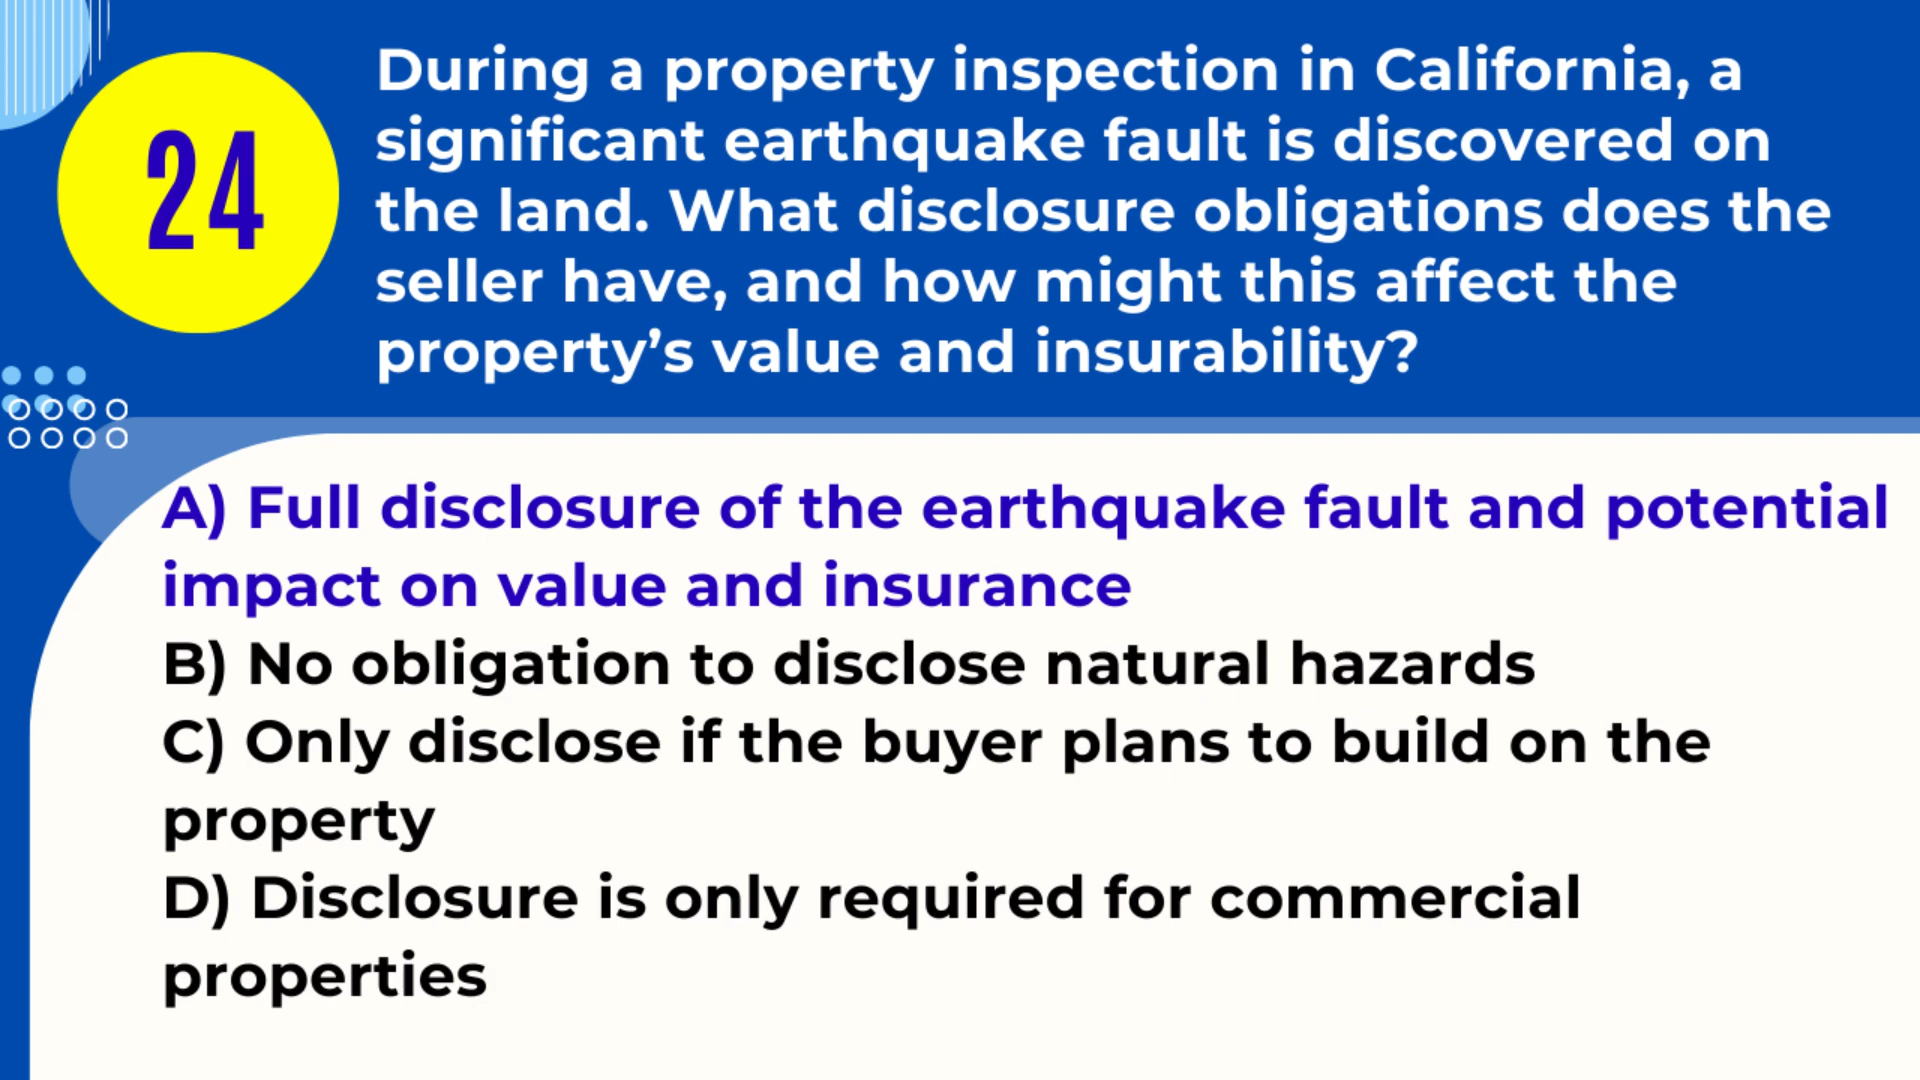 24
During a property inspection in California, a
significant earthquake fault is discovered on
the land. What disclosure obligations does the
seller have, and how might this affect the
property’s value and insurability?
A) Full disclosure of the earthquake fault and potential
impact on value and insurance
B) No obligation to disclose natural hazards
C) Only disclose if the buyer plans to build on the
property
D) Disclosure is only required for commercial
properties